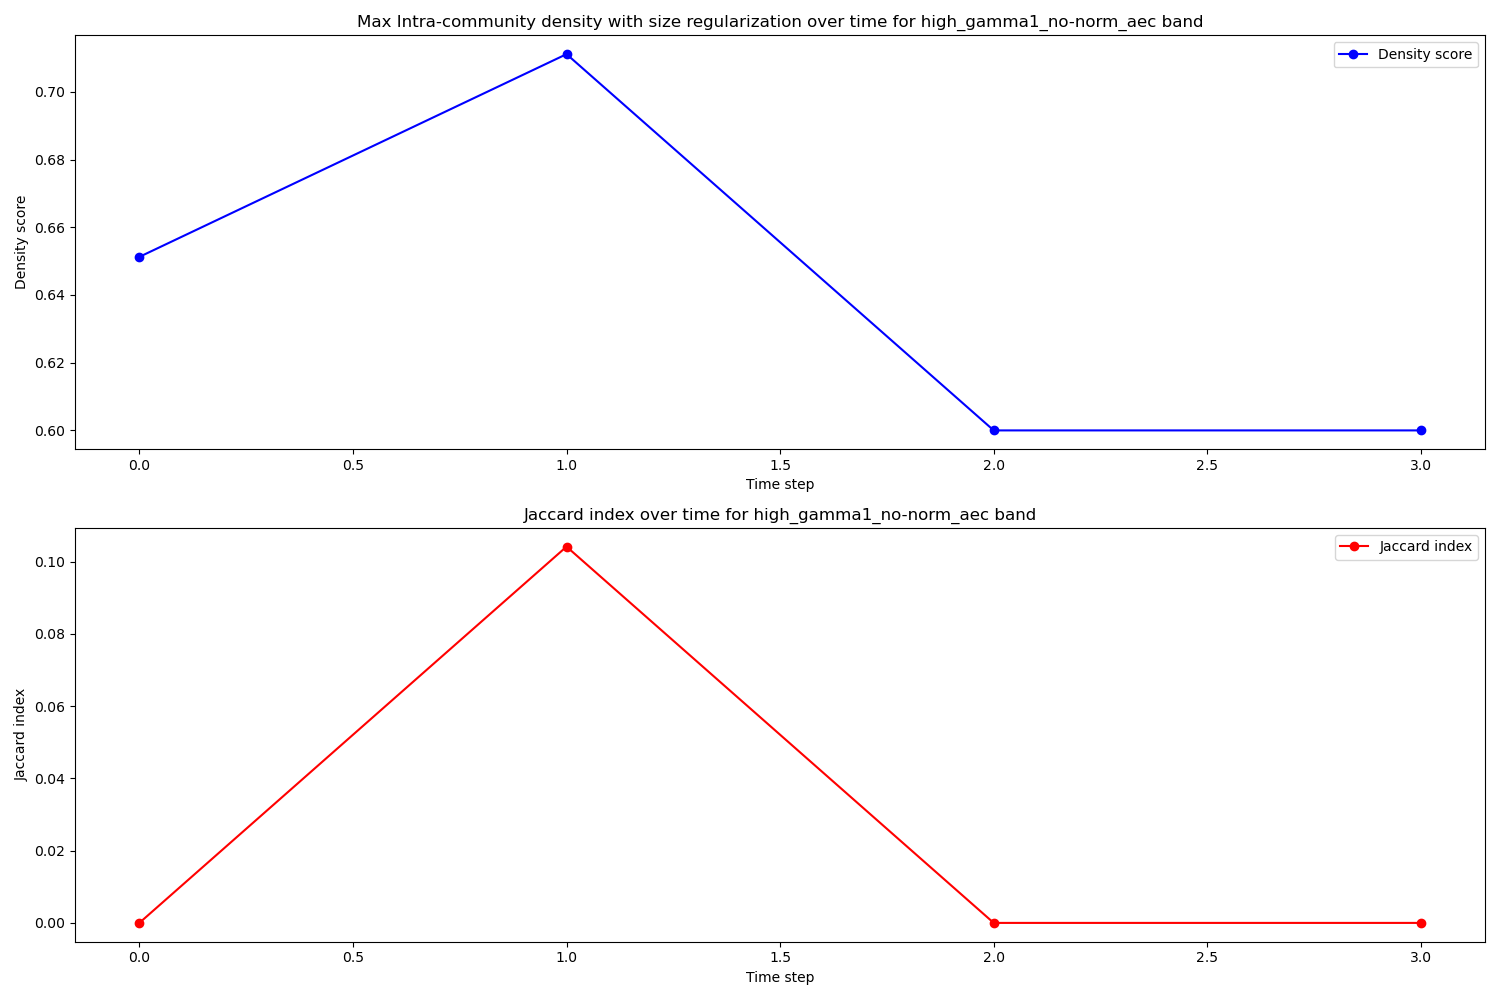 Max Intra-community density with size regularization over time for high_gamma1_no-norm_aec band
Density score
0.70
0.68
0.66
0.64
0.62
0.60
Density score
0.0 0.5 1.0 1.5 2.0 2.5 3.0
Time step
Jaccard index over time for high_gamma1_no-norm_aec band
Jaccard index
0.10
0.08
0.06
0.04
0.02
0.00
Jaccard index
0.0 0.5 1.0 1.5 2.0 2.5 3.0
Time step